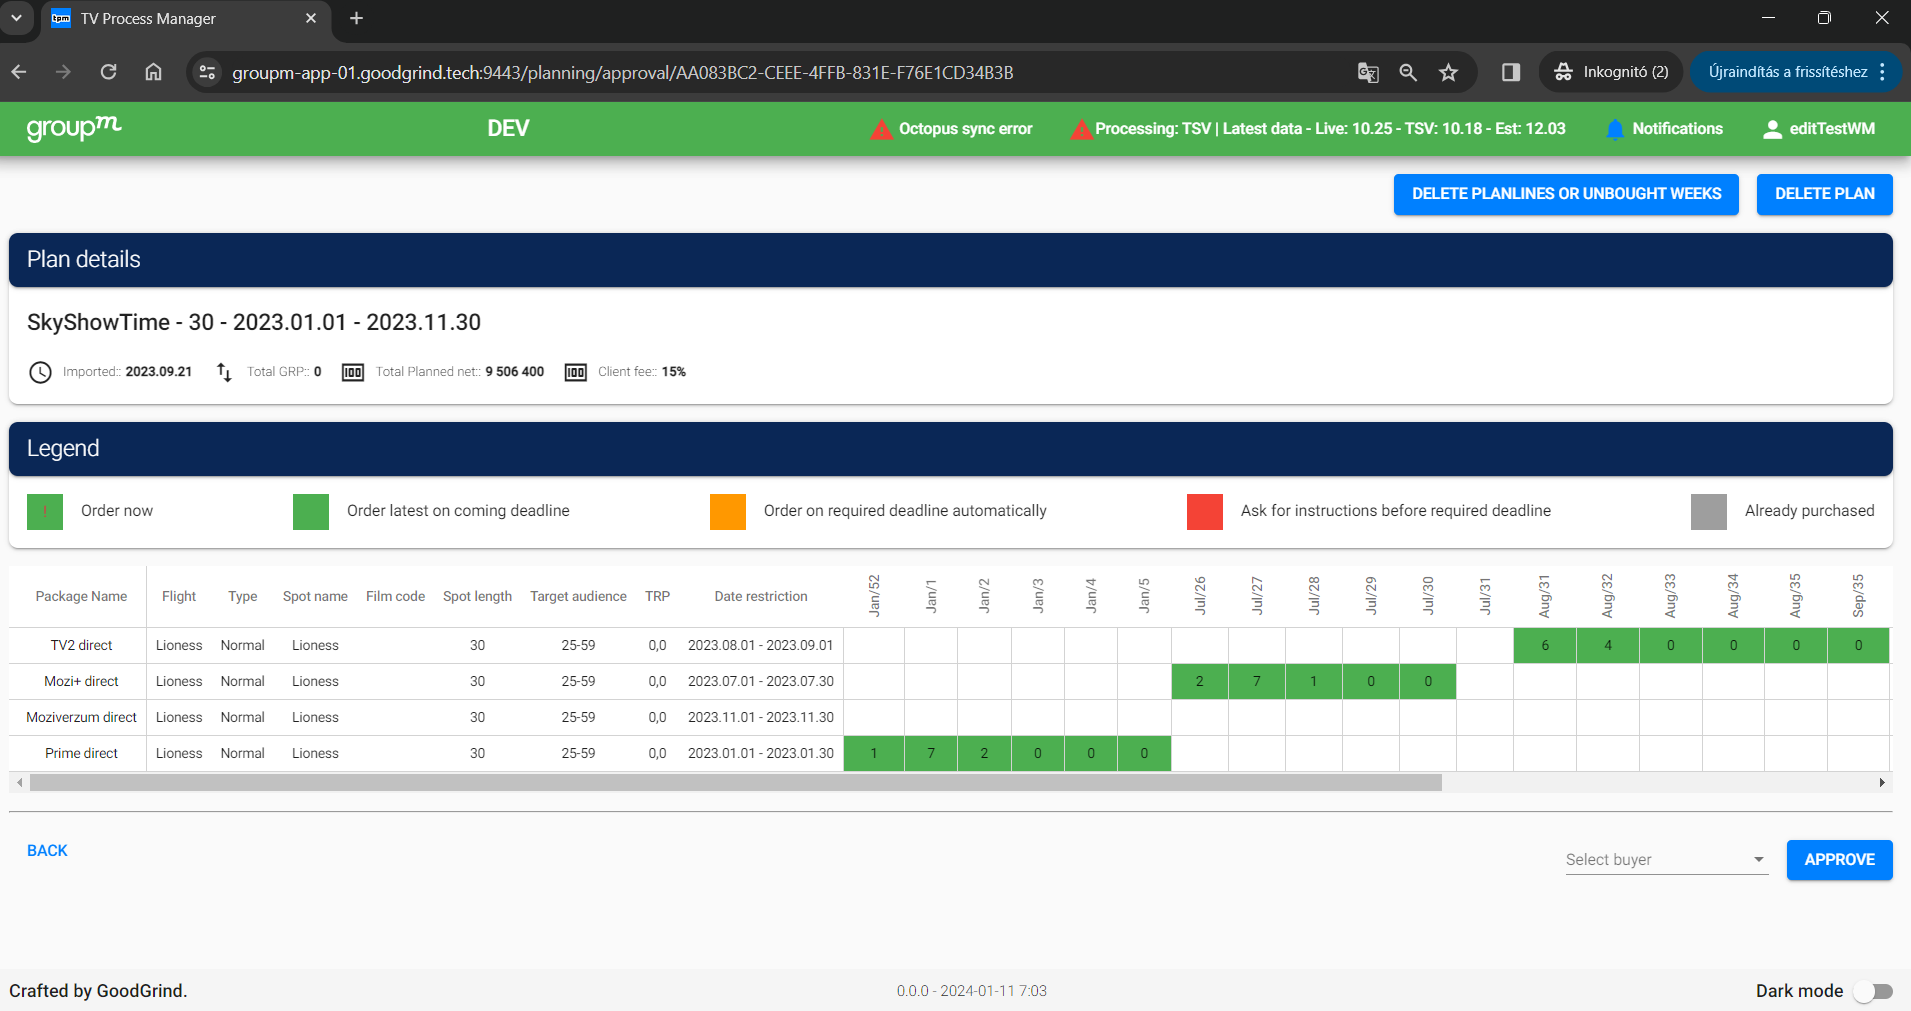 tpm TV Process Manager
groupm-app-01.goodgrind.tech:9443/planning/approval/AA083BC2-CEEE-4FFB-831E-F76E1CD34B3B
Inkognitó (2)
Újraindítás a frissítéshez
groupm
DEV
Octopus sync error
Processing: TSV | Latest data - Live: 10.25 - TSV: 10.18 - Est: 12.03
Notifications
editTestWM
DELETE PLANLINES OR UNBOUGHT WEEKS
DELETE PLAN
Plan details
SkyShowTime - 30 - 2023.01.01 - 2023.11.30
Imported:: 2023.09.21 Total GRP:: 0 Total Planned net:: 9 506 400 Client fee:: 15%
Legend
! Order now
Order latest on coming deadline
Order on required deadline automatically
Ask for instructions before required deadline
Already purchased
Package Name Flight Type Spot name Film code Spot length Target audience TRP Date restriction Jan/52 Jan/1 Jan/2 Jan/3 Jan/4 Jan/5 Jul/26 Jul/27 Jul/28 Jul/29 Jul/30 Jul/31 Aug/31 Aug/32 Aug/33 Aug/34 Aug/35 Sep/35
TV2 direct Lioness Normal Lioness 30 25-59 0,0 2023.08.01 - 2023.09.01 6 4 0 0 0 0
Mozi+ direct Lioness Normal Lioness 30 25-59 0,0 2023.07.01 - 2023.07.30 2 7 1 0 0
Moziverzum direct Lioness Normal Lioness 30 25-59 0,0 2023.11.01 - 2023.11.30
Prime direct Lioness Normal Lioness 30 25-59 0,0 2023.01.01 - 2023.01.30 1 7 2 0 0 0
BACK
Select buyer
APPROVE
Crafted by GoodGrind.
0.0.0 - 2024-01-11 7:03
Dark mode